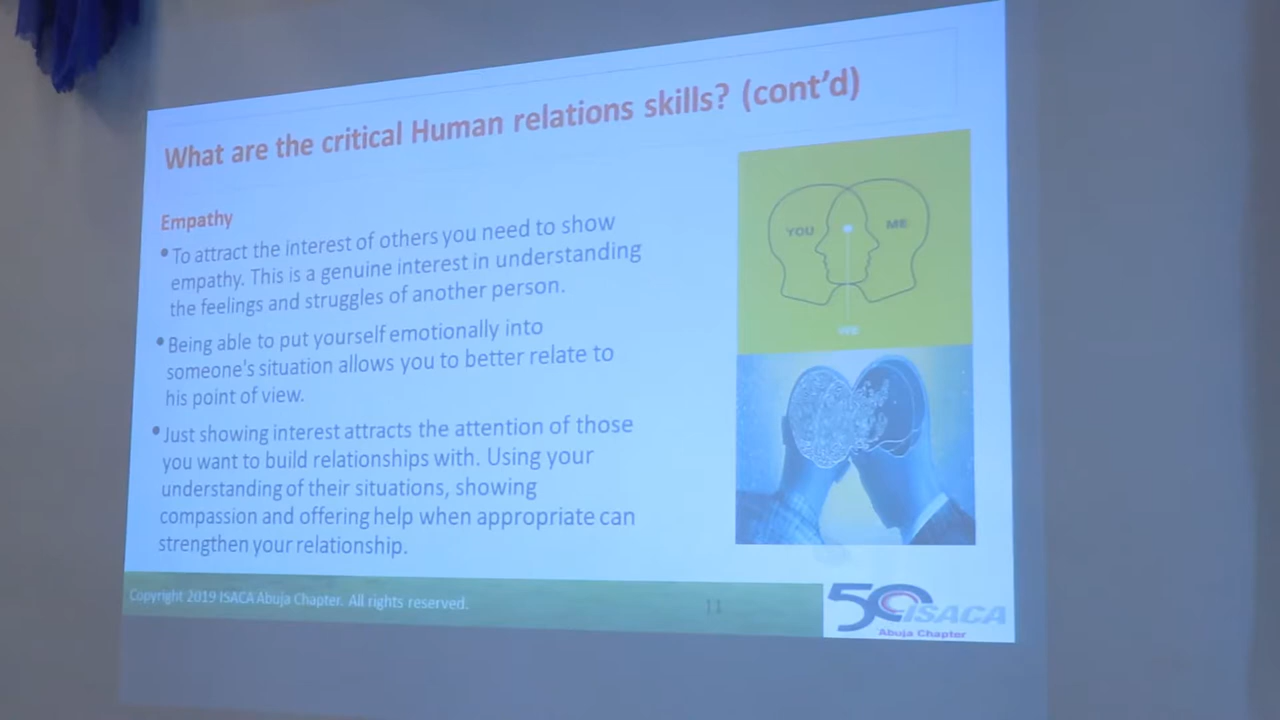 What are the critical Human relations skills? (cont'd)
Empathy
•To attract the interest of others you need to show
empathy. This is a genuine interest in understanding
the feelings and struggles of another person.
•Being able to put yourself emotionally into
someone's situation allows you to better relate to
his point of view.
•Just showing interest attracts the attention of those
you want to build relationships with. Using your
understanding of their situations, showing
compassion and offering help when appropriate can
strengthen your relationship.
YOU
ME
WE
Copyright 2019 ISACA Abuja Chapter. All rights reserved.
11
50 ISACA
Abuja Chapter